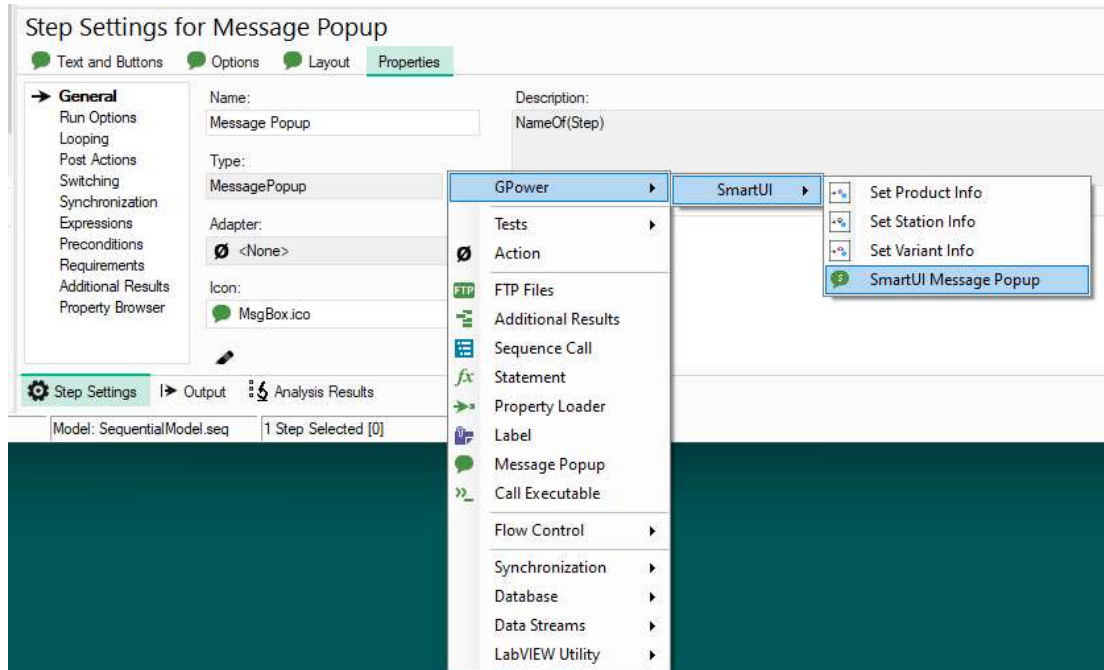 Step Settings for Message Popup
Text and Buttons Options Layout Properties
General
Run Options
Looping
Post Actions
Switching
Synchronization
Expressions
Preconditions
Requirements
Additional Results
Property Browser
Name:
Message Popup
Type:
MessagePopup
Adapter:
<None>
Icon:
MsgBox.ico
Description:
NameOf(Step)
Step Settings Output Analysis Results
Model: SequentialModel.seq 1 Step Selected [0]
GPower
Tests
Action
FTP FTP Files
Additional Results
Sequence Call
fx Statement
Property Loader
Label
Message Popup
Call Executable
Flow Control
Synchronization
Database
Data Streams
LabVIEW Utility
SmartUI
Set Product Info
Set Station Info
Set Variant Info
S SmartUI Message Popup